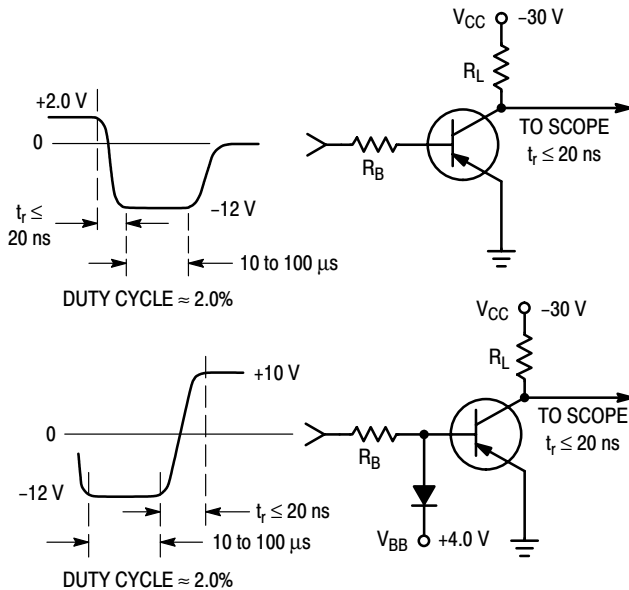 V_CC
−30 V
R_L
+2.0 V
0
TO SCOPE
t_r ≤ 20 ns
R_B
−12 V
t_r ≤
20 ns
10 to 100 μs
DUTY CYCLE ≈ 2.0%
V_CC
−30 V
R_L
+10 V
0
TO SCOPE
t_r ≤ 20 ns
R_B
−12 V
t_r ≤ 20 ns
10 to 100 μs
V_BB
+4.0 V
DUTY CYCLE ≈ 2.0%